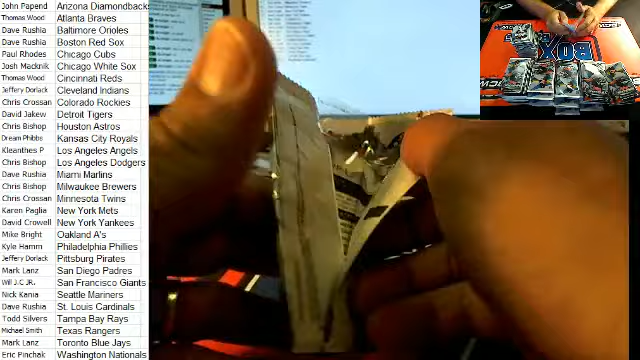 John Papend Arizona Diamondbacks
Thomas Wood Atlanta Braves
Dave Rushia Baltimore Orioles
Dave Rushia Boston Red Sox
Paul Rhodes Chicago Cubs
Josh Macknik Chicago White Sox
Thomas Wood Cincinnati Reds
Jeffery Dorlack Cleveland Indians
Chris Crossan Colorado Rockies
David Jakew Detroit Tigers
Chris Bishop Houston Astros
Dream Phibbs Kansas City Royals
Kleanthes P Los Angeles Angels
Chris Bishop Los Angeles Dodgers
Dave Rushia Miami Marlins
Chris Bishop Milwaukee Brewers
Chris Crossan Minnesota Twins
Karen Paglia New York Mets
David Crowell New York Yankees
Mike Bright Oakland A's
Kyle Hamm Philadelphia Phillies
Jeffery Dorlack Pittsburg Pirates
Mark Lanz San Diego Padres
Will J.C JR. San Francisco Giants
Nick Kania Seattle Mariners
Dave Rushia St. Louis Cardinals
Todd Silvers Tampa Bay Rays
Michael Smith Texas Rangers
Mark Lanz Toronto Blue Jays
Eric Pinchak Washington Nationals
BOX